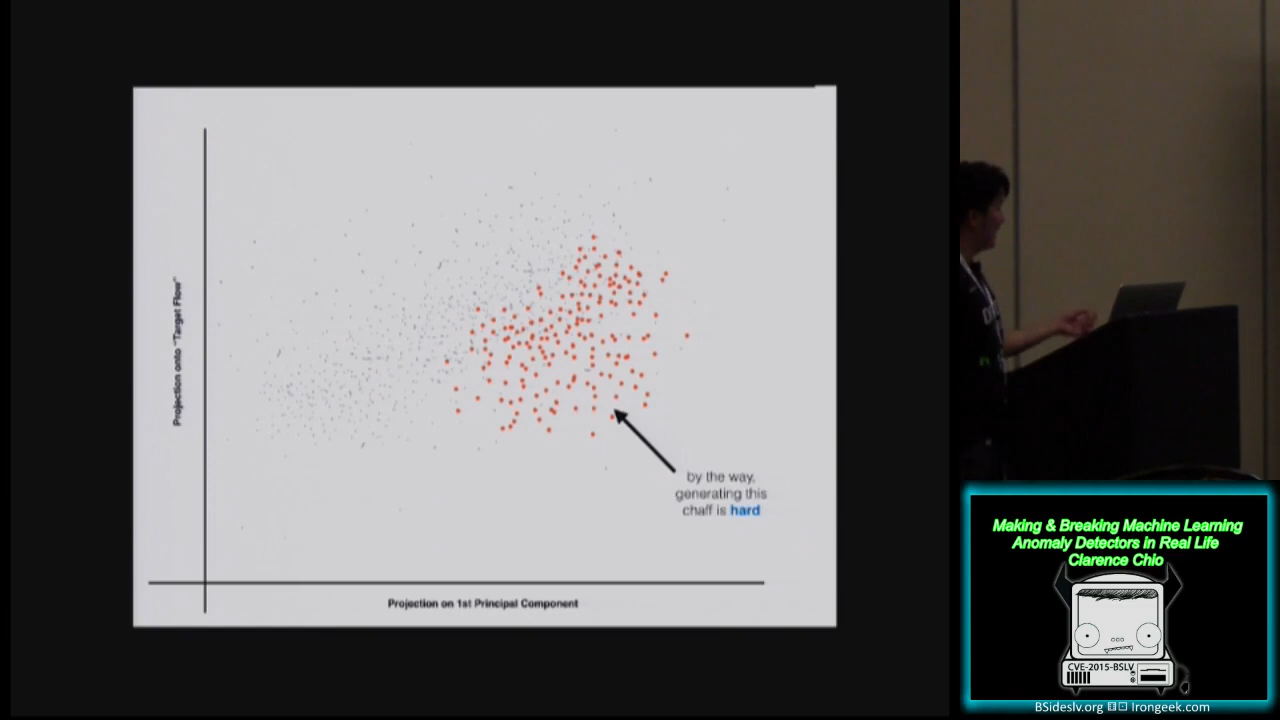 Projection onto "Target Flow"
by the way,
generating this
chaff is hard
Projection on 1st Principal Component
Making & Breaking Machine Learning
Anomaly Detectors in Real Life
Clarence Chio
CVE-2015-BSLV
BSideslv.org
Irongeek.com